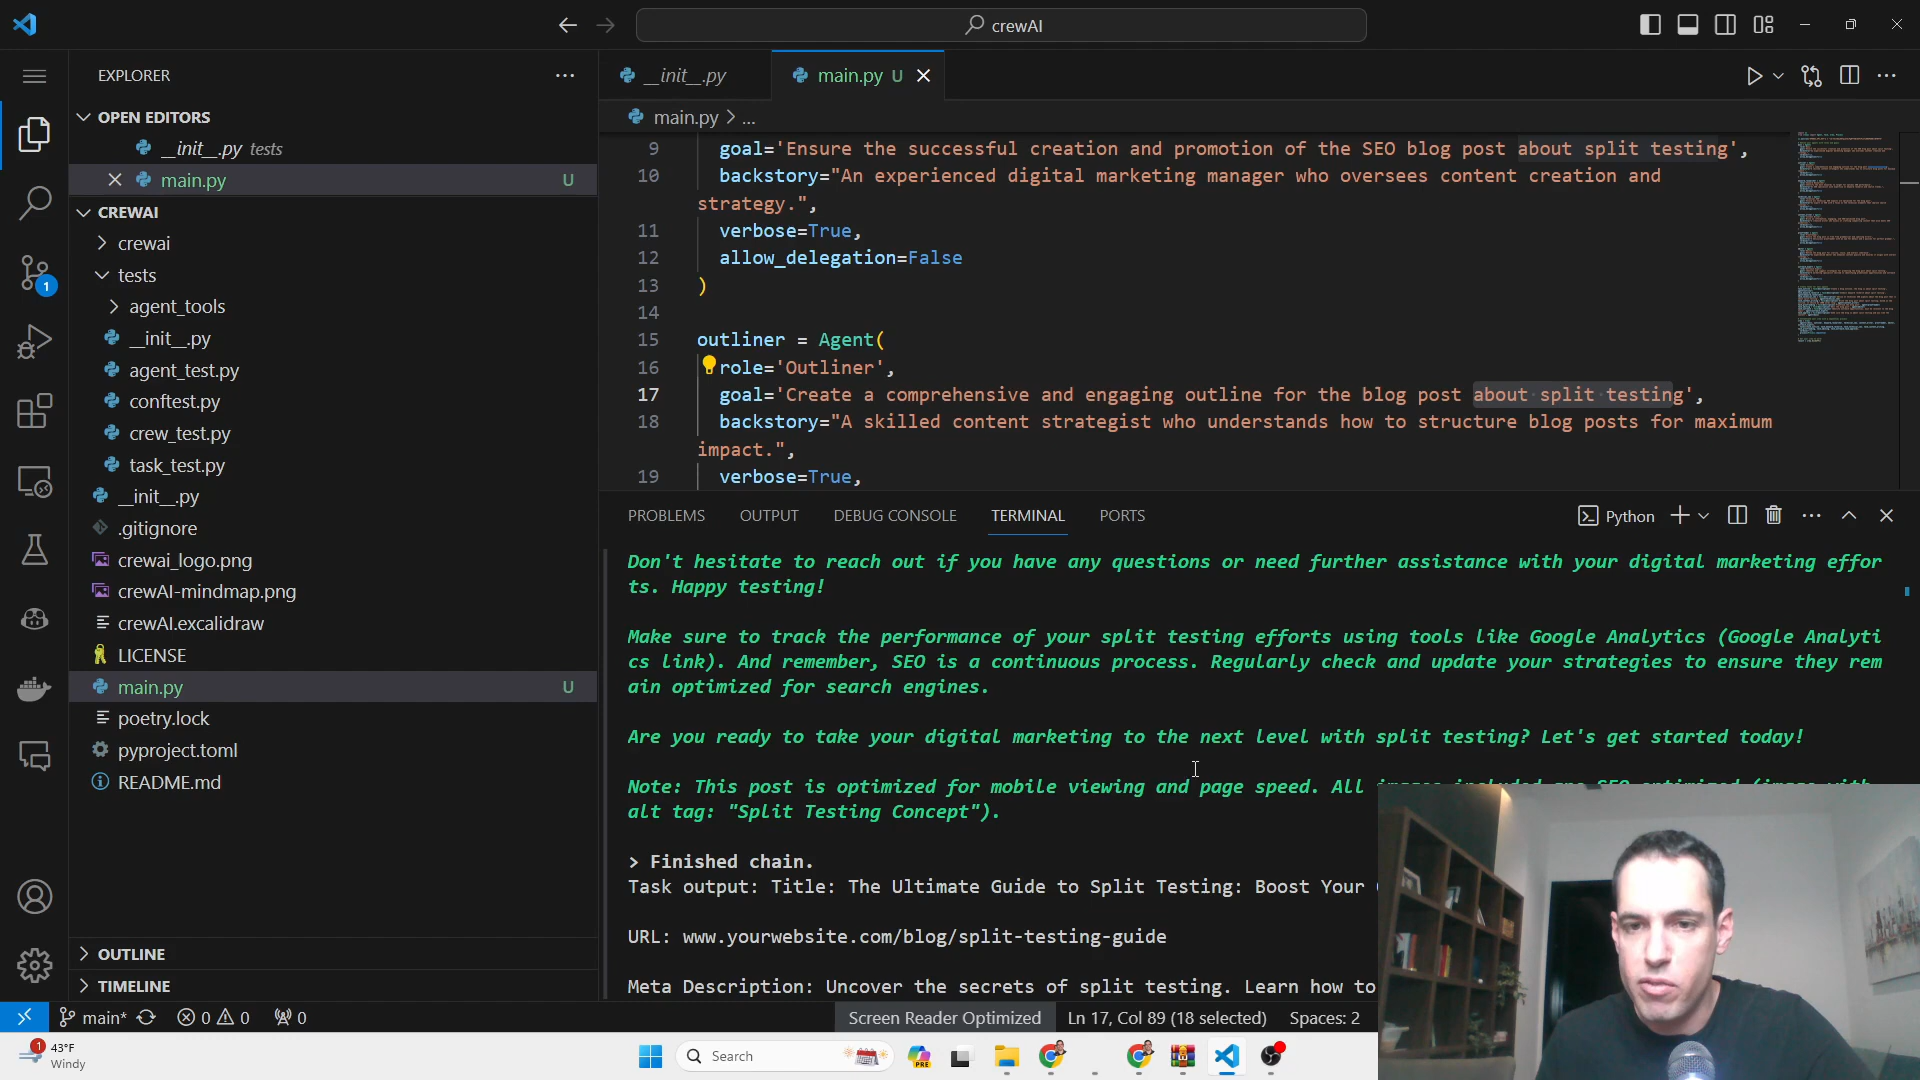 crewAI
EXPLORER
OPEN EDITORS
__init__.py tests
main.py U
CREWAI
crewai
tests
agent_tools
__init__.py
agent_test.py
conftest.py
crew_test.py
task_test.py
__init__.py
.gitignore
crewai_logo.png
crewAI-mindmap.png
crewAI.excalidraw
LICENSE
main.py U
poetry.lock
pyproject.toml
README.md
OUTLINE
TIMELINE
1
__init__.py
main.py U
main.py > ...
9 goal='Ensure the successful creation and promotion of the SEO blog post about split testing',
10 backstory="An experienced digital marketing manager who oversees content creation and
strategy.",
11 verbose=True,
12 allow_delegation=False
13 )
14
15 outliner = Agent(
16 role='Outliner',
17 goal='Create a comprehensive and engaging outline for the blog post about split testing',
18 backstory="A skilled content strategist who understands how to structure blog posts for maximum
impact.",
19 verbose=True,
PROBLEMS OUTPUT DEBUG CONSOLE TERMINAL PORTS
Python
Don't hesitate to reach out if you have any questions or need further assistance with your digital marketing effor
ts. Happy testing!
Make sure to track the performance of your split testing efforts using tools like Google Analytics (Google Analyti
cs link). And remember, SEO is a continuous process. Regularly check and update your strategies to ensure they rem
ain optimized for search engines.
Are you ready to take your digital marketing to the next level with split testing? Let's get started today!
Note: This post is optimized for mobile viewing and page speed. All images included are SEO optimized (image with
alt tag: "Split Testing Concept").
> Finished chain.
Task output: Title: The Ultimate Guide to Split Testing: Boost Your
URL: www.yourwebsite.com/blog/split-testing-guide
Meta Description: Uncover the secrets of split testing. Learn how to
main* 0 0 0
Screen Reader Optimized Ln 17, Col 89 (18 selected) Spaces: 2
1
43°F
Windy
Search
PRE